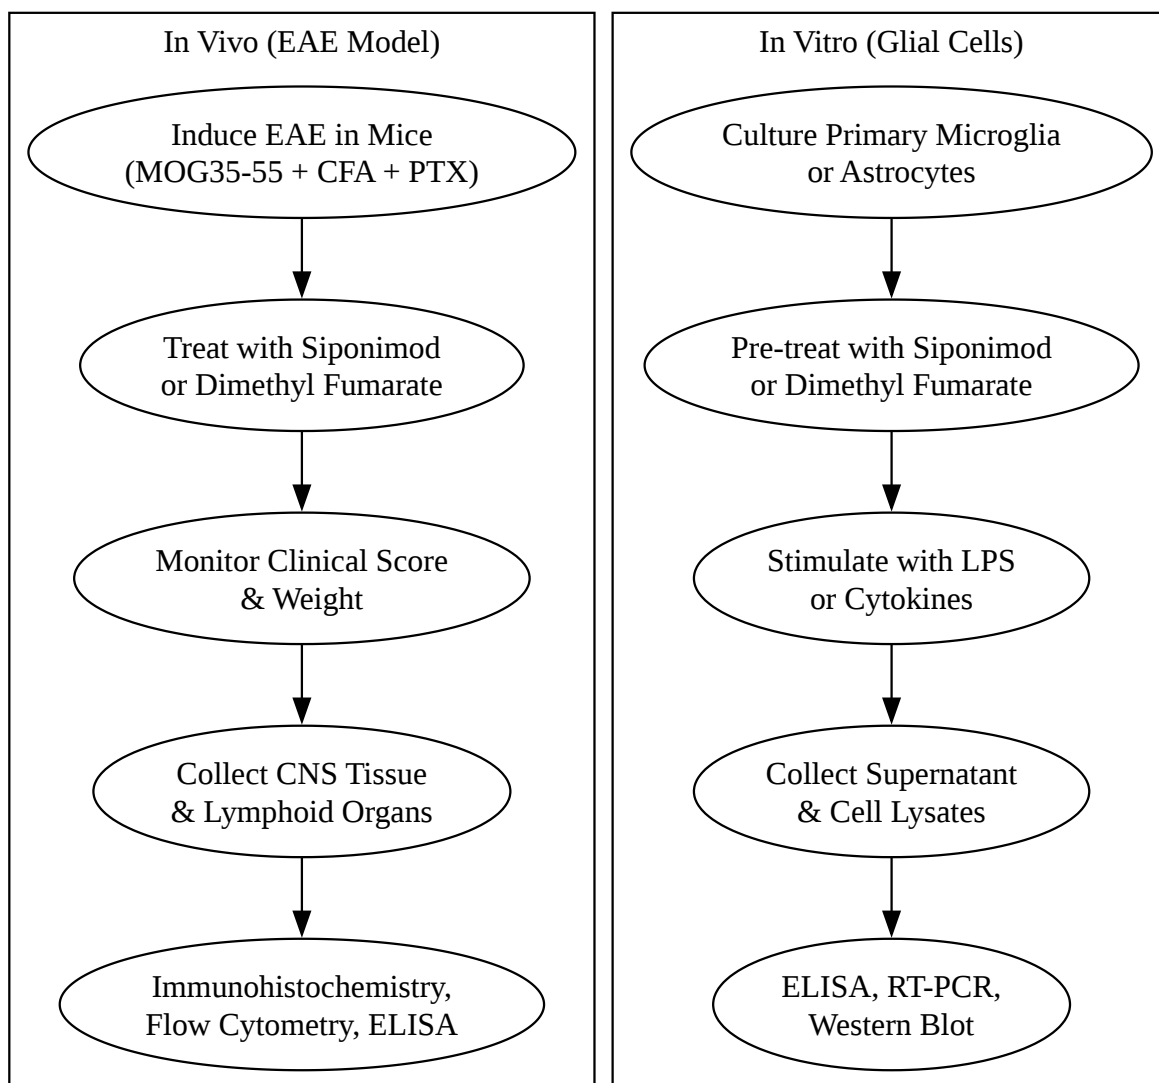 In Vivo (EAE Model)
Induce EAE in Mice
(MOG35-55 + CFA + PTX)
Treat with Siponimod
or Dimethyl Fumarate
Monitor Clinical Score
& Weight
Collect CNS Tissue
& Lymphoid Organs
Immunohistochemistry,
Flow Cytometry, ELISA
In Vitro (Glial Cells)
Culture Primary Microglia
or Astrocytes
Pre-treat with Siponimod
or Dimethyl Fumarate
Stimulate with LPS
or Cytokines
Collect Supernatant
& Cell Lysates
ELISA, RT-PCR,
Western Blot